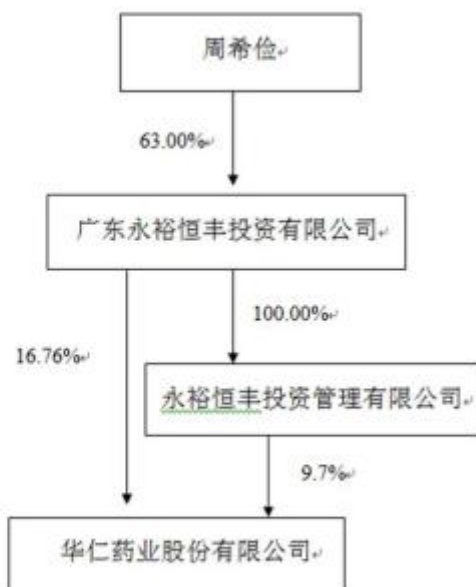 周希俭
63.00%
广东永裕恒丰投资有限公司
100.00%
16.76%
永裕恒丰投资管理有限公司
9.7%
华仁药业股份有限公司